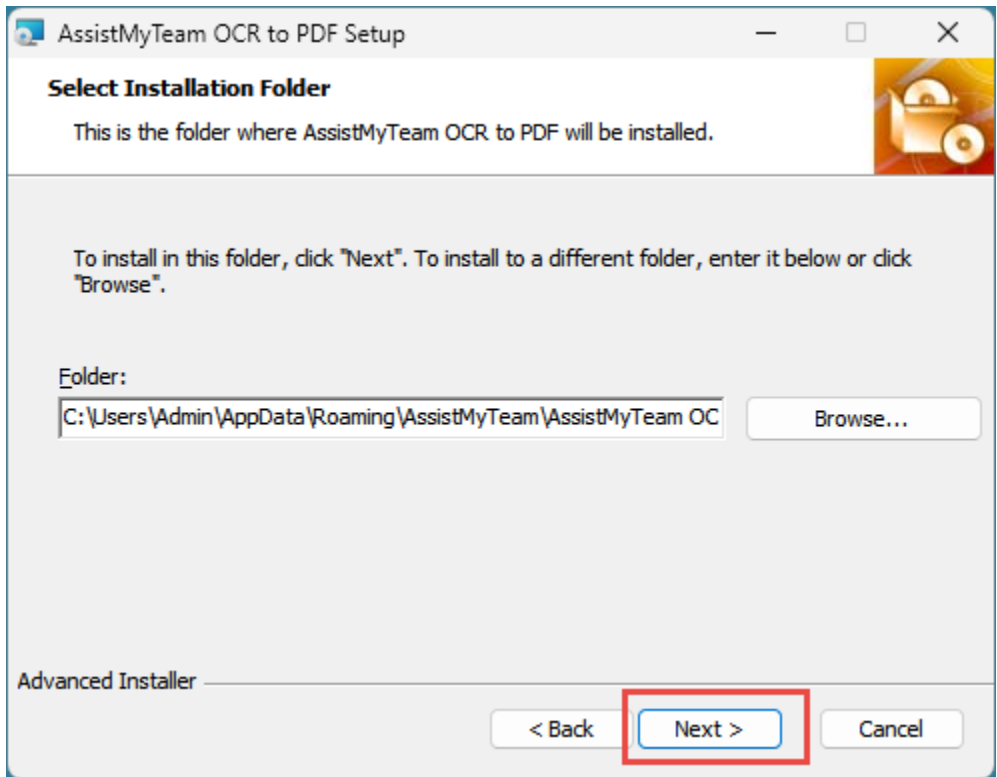 AssistMyTeam OCR to PDF Setup
Select Installation Folder
This is the folder where AssistMyTeam OCR to PDF will be installed.
To install in this folder, click "Next". To install to a different folder, enter it below or click
"Browse".
Folder:
C:\Users\Admin\AppData\Roaming\AssistMyTeam\AssistMyTeam OC
Browse...
Advanced Installer
< Back
Next >
Cancel